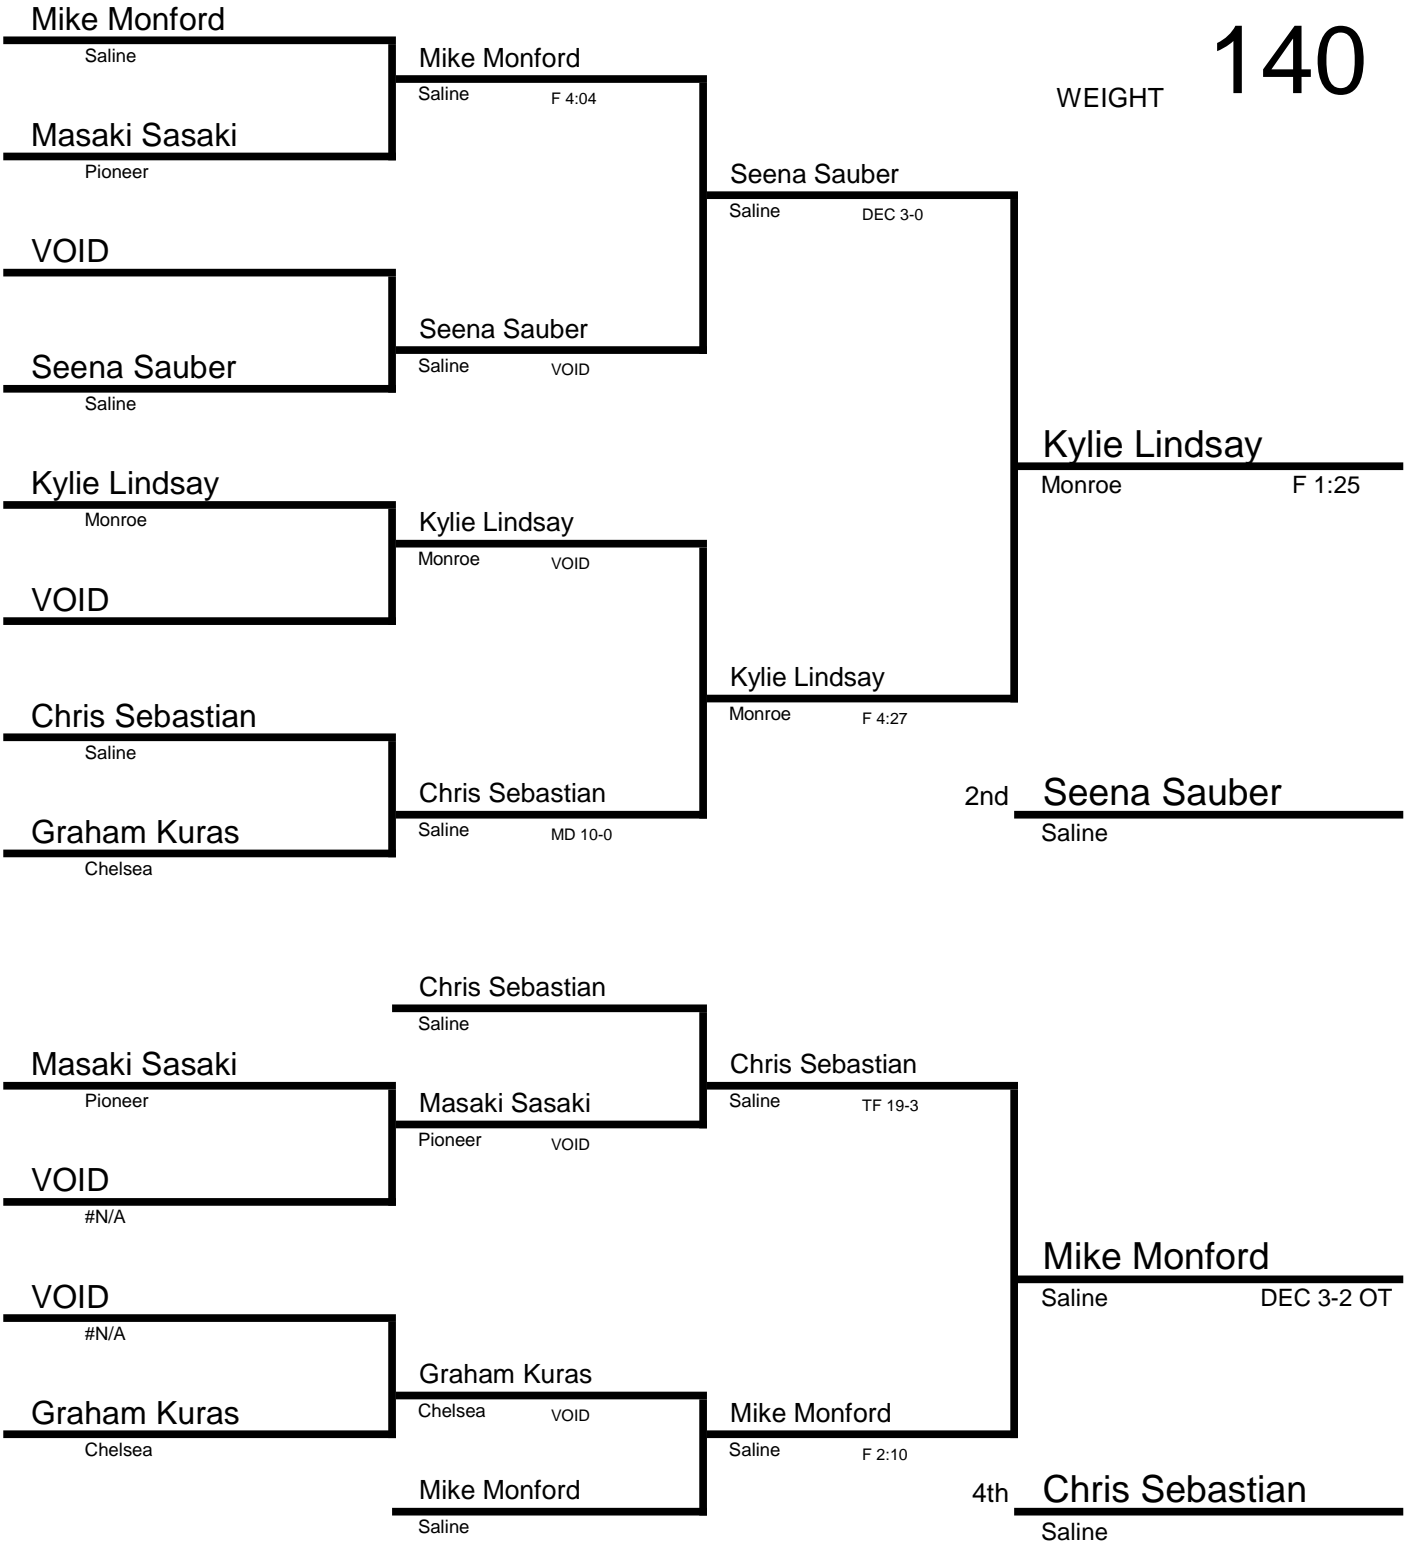 Mike Monford
Saline
Mike Monford
Saline F 4:04
140
WEIGHT
Masaki Sasaki
Pioneer
Seena Sauber
Saline DEC 3-0
VOID
Seena Sauber
Saline VOID
Seena Sauber
Saline
Kylie Lindsay
Monroe F 1:25
Kylie Lindsay
Monroe
Kylie Lindsay
Monroe VOID
VOID
Kylie Lindsay
Monroe F 4:27
Chris Sebastian
Saline
Chris Sebastian
Saline MD 10-0
2nd Seena Sauber
Saline
Graham Kuras
Chelsea
Chris Sebastian
Saline
Masaki Sasaki
Pioneer
Chris Sebastian
Saline TF 19-3
Masaki Sasaki
Pioneer VOID
VOID
#N/A
Mike Monford
Saline DEC 3-2 OT
VOID
#N/A
Graham Kuras
Chelsea VOID
Graham Kuras
Chelsea
Mike Monford
Saline F 2:10
Mike Monford
Saline
4th Chris Sebastian
Saline